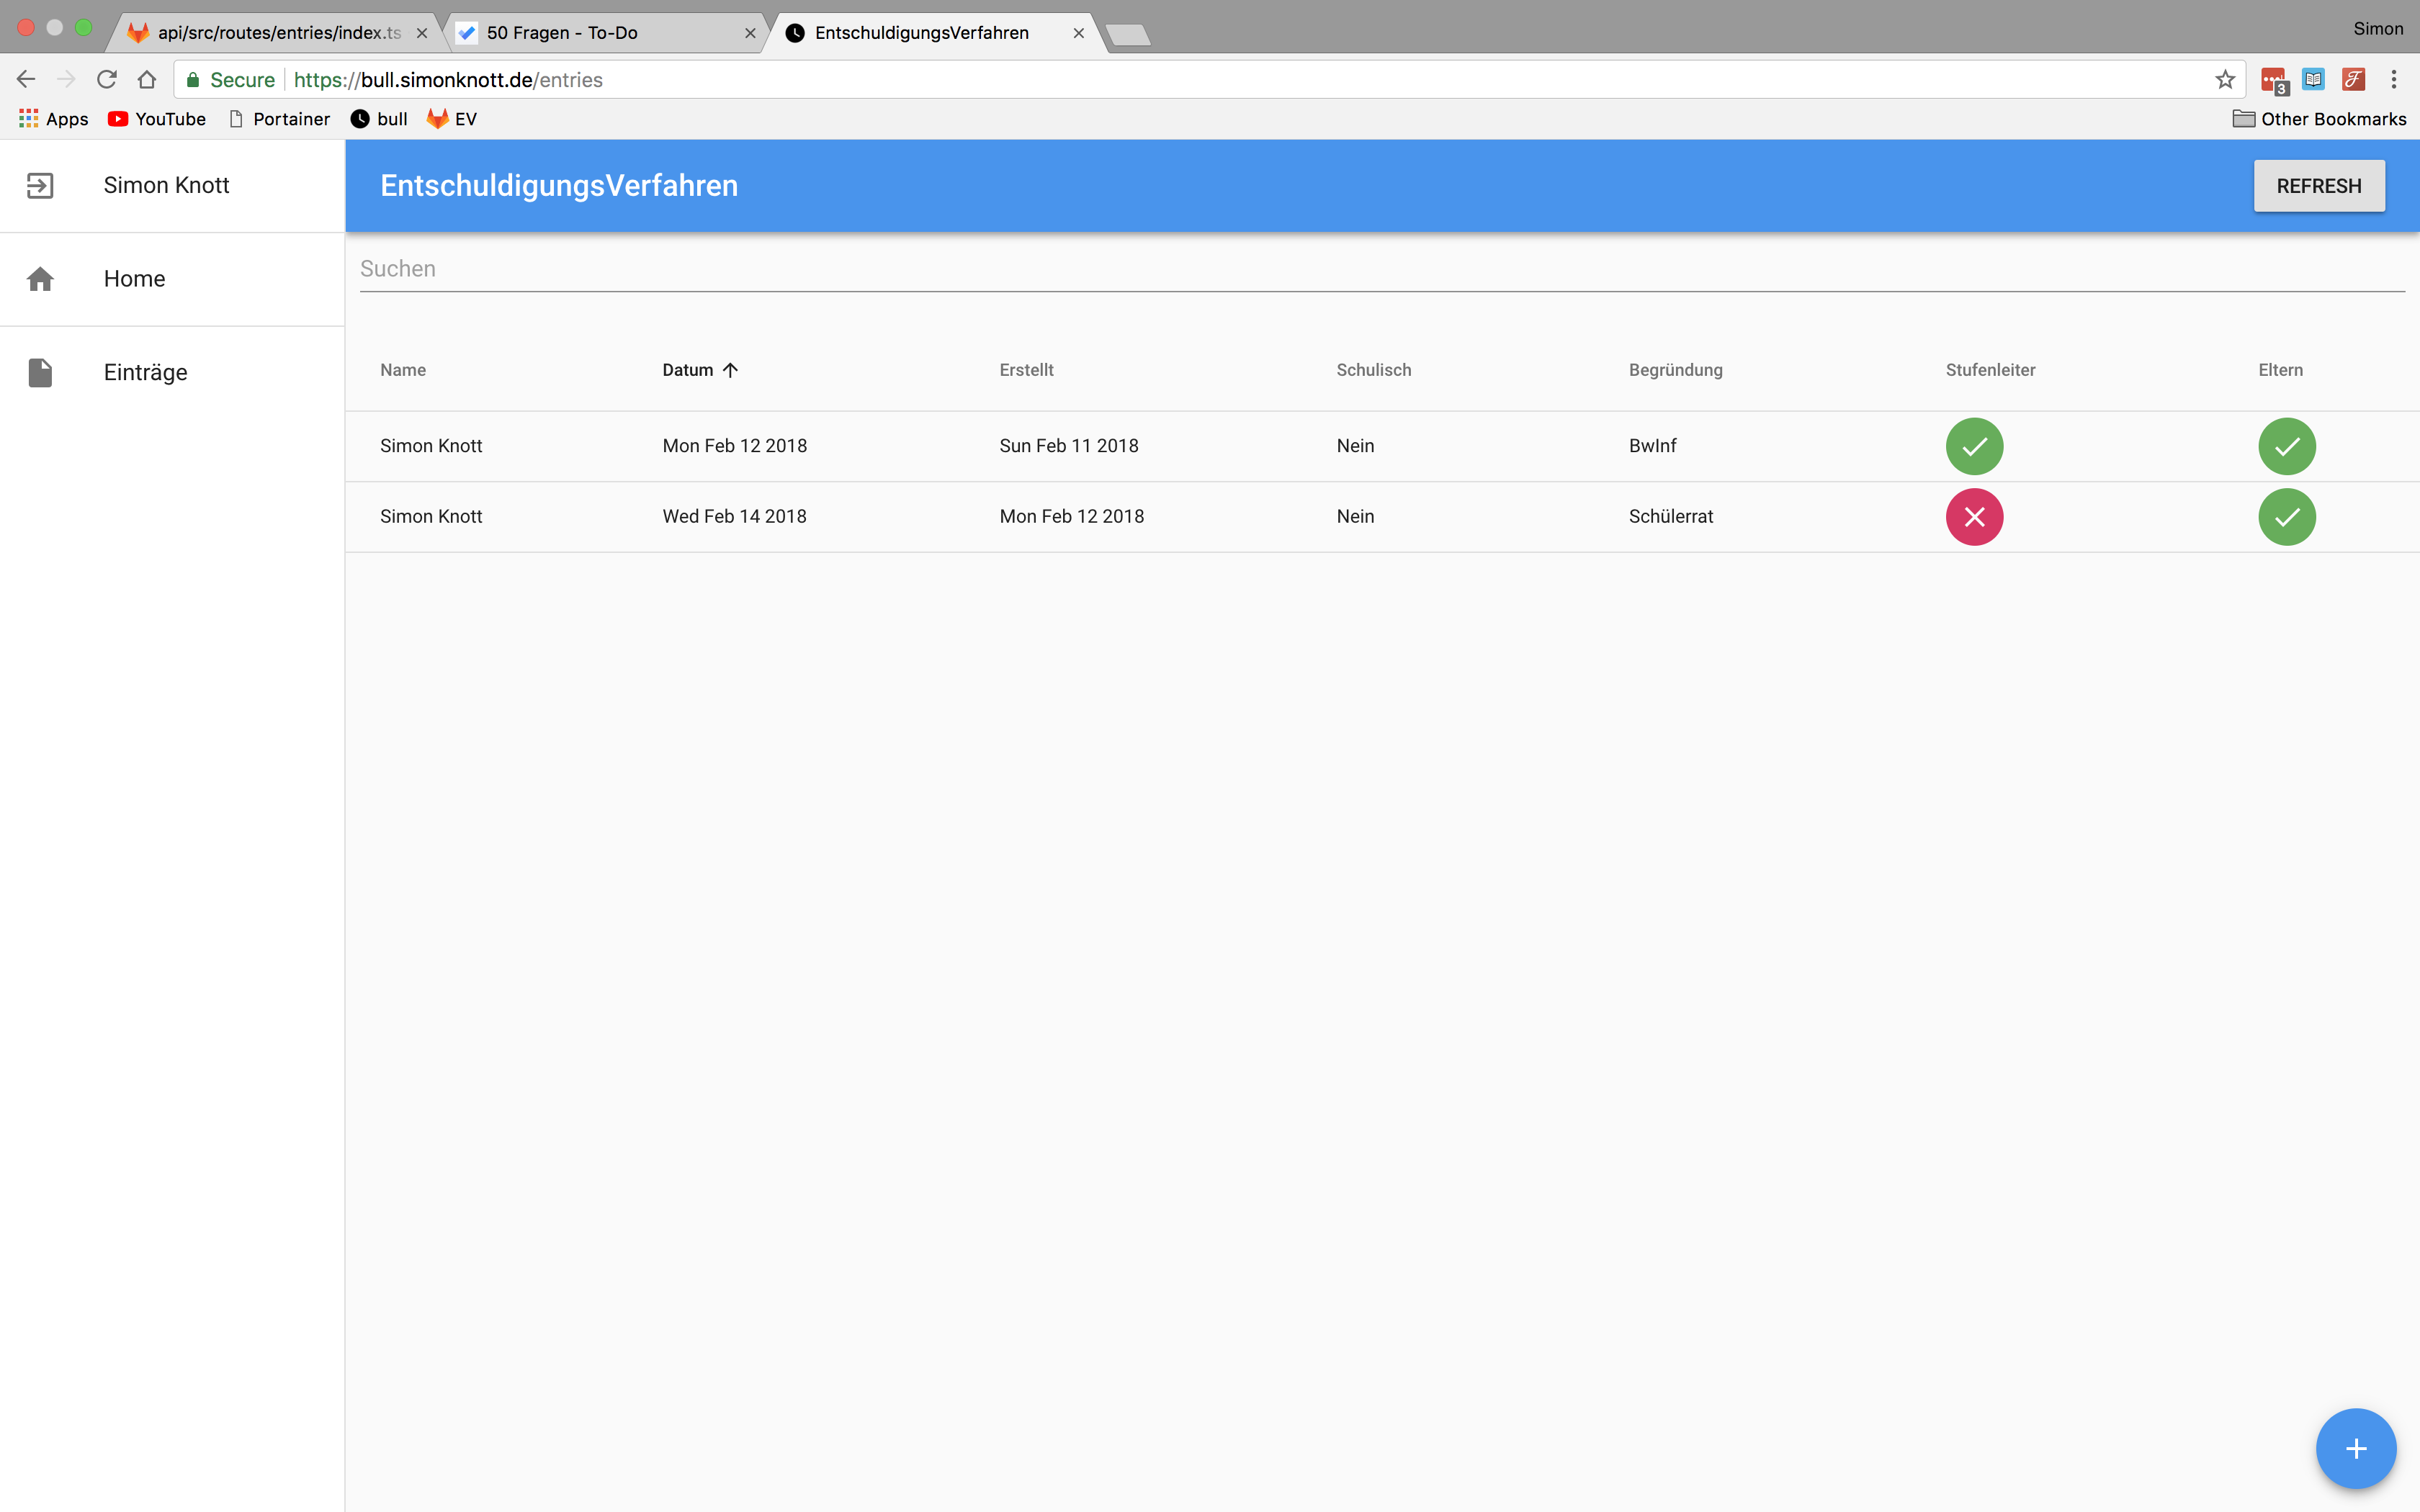 api/src/routes/entries/index.ts
50 Fragen - To-Do
EntschuldigungsVerfahren
Simon
Secure
https://bull.simonknott.de/entries
3
Apps
YouTube
Portainer
bull
EV
Other Bookmarks
Simon Knott
EntschuldigungsVerfahren
REFRESH
Home
Einträge
Suchen
Name Datum Erstellt Schulisch Begründung Stufenleiter Eltern
Simon Knott Mon Feb 12 2018 Sun Feb 11 2018 Nein BwInf
Simon Knott Wed Feb 14 2018 Mon Feb 12 2018 Nein Schülerrat